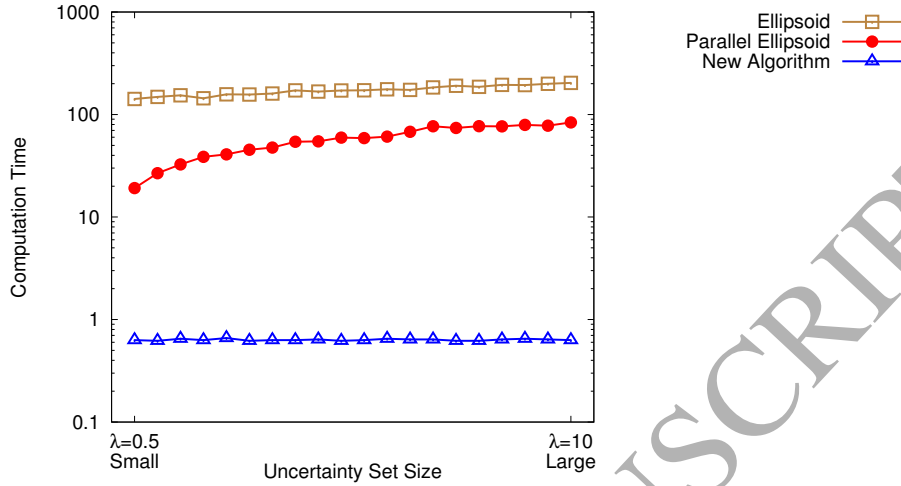 1000
100
10
1
0.1
Computation Time
λ=0.5
Small
Uncertainty Set Size
λ=10
Large
Ellipsoid
Parallel Ellipsoid
New Algorithm
USCRIP